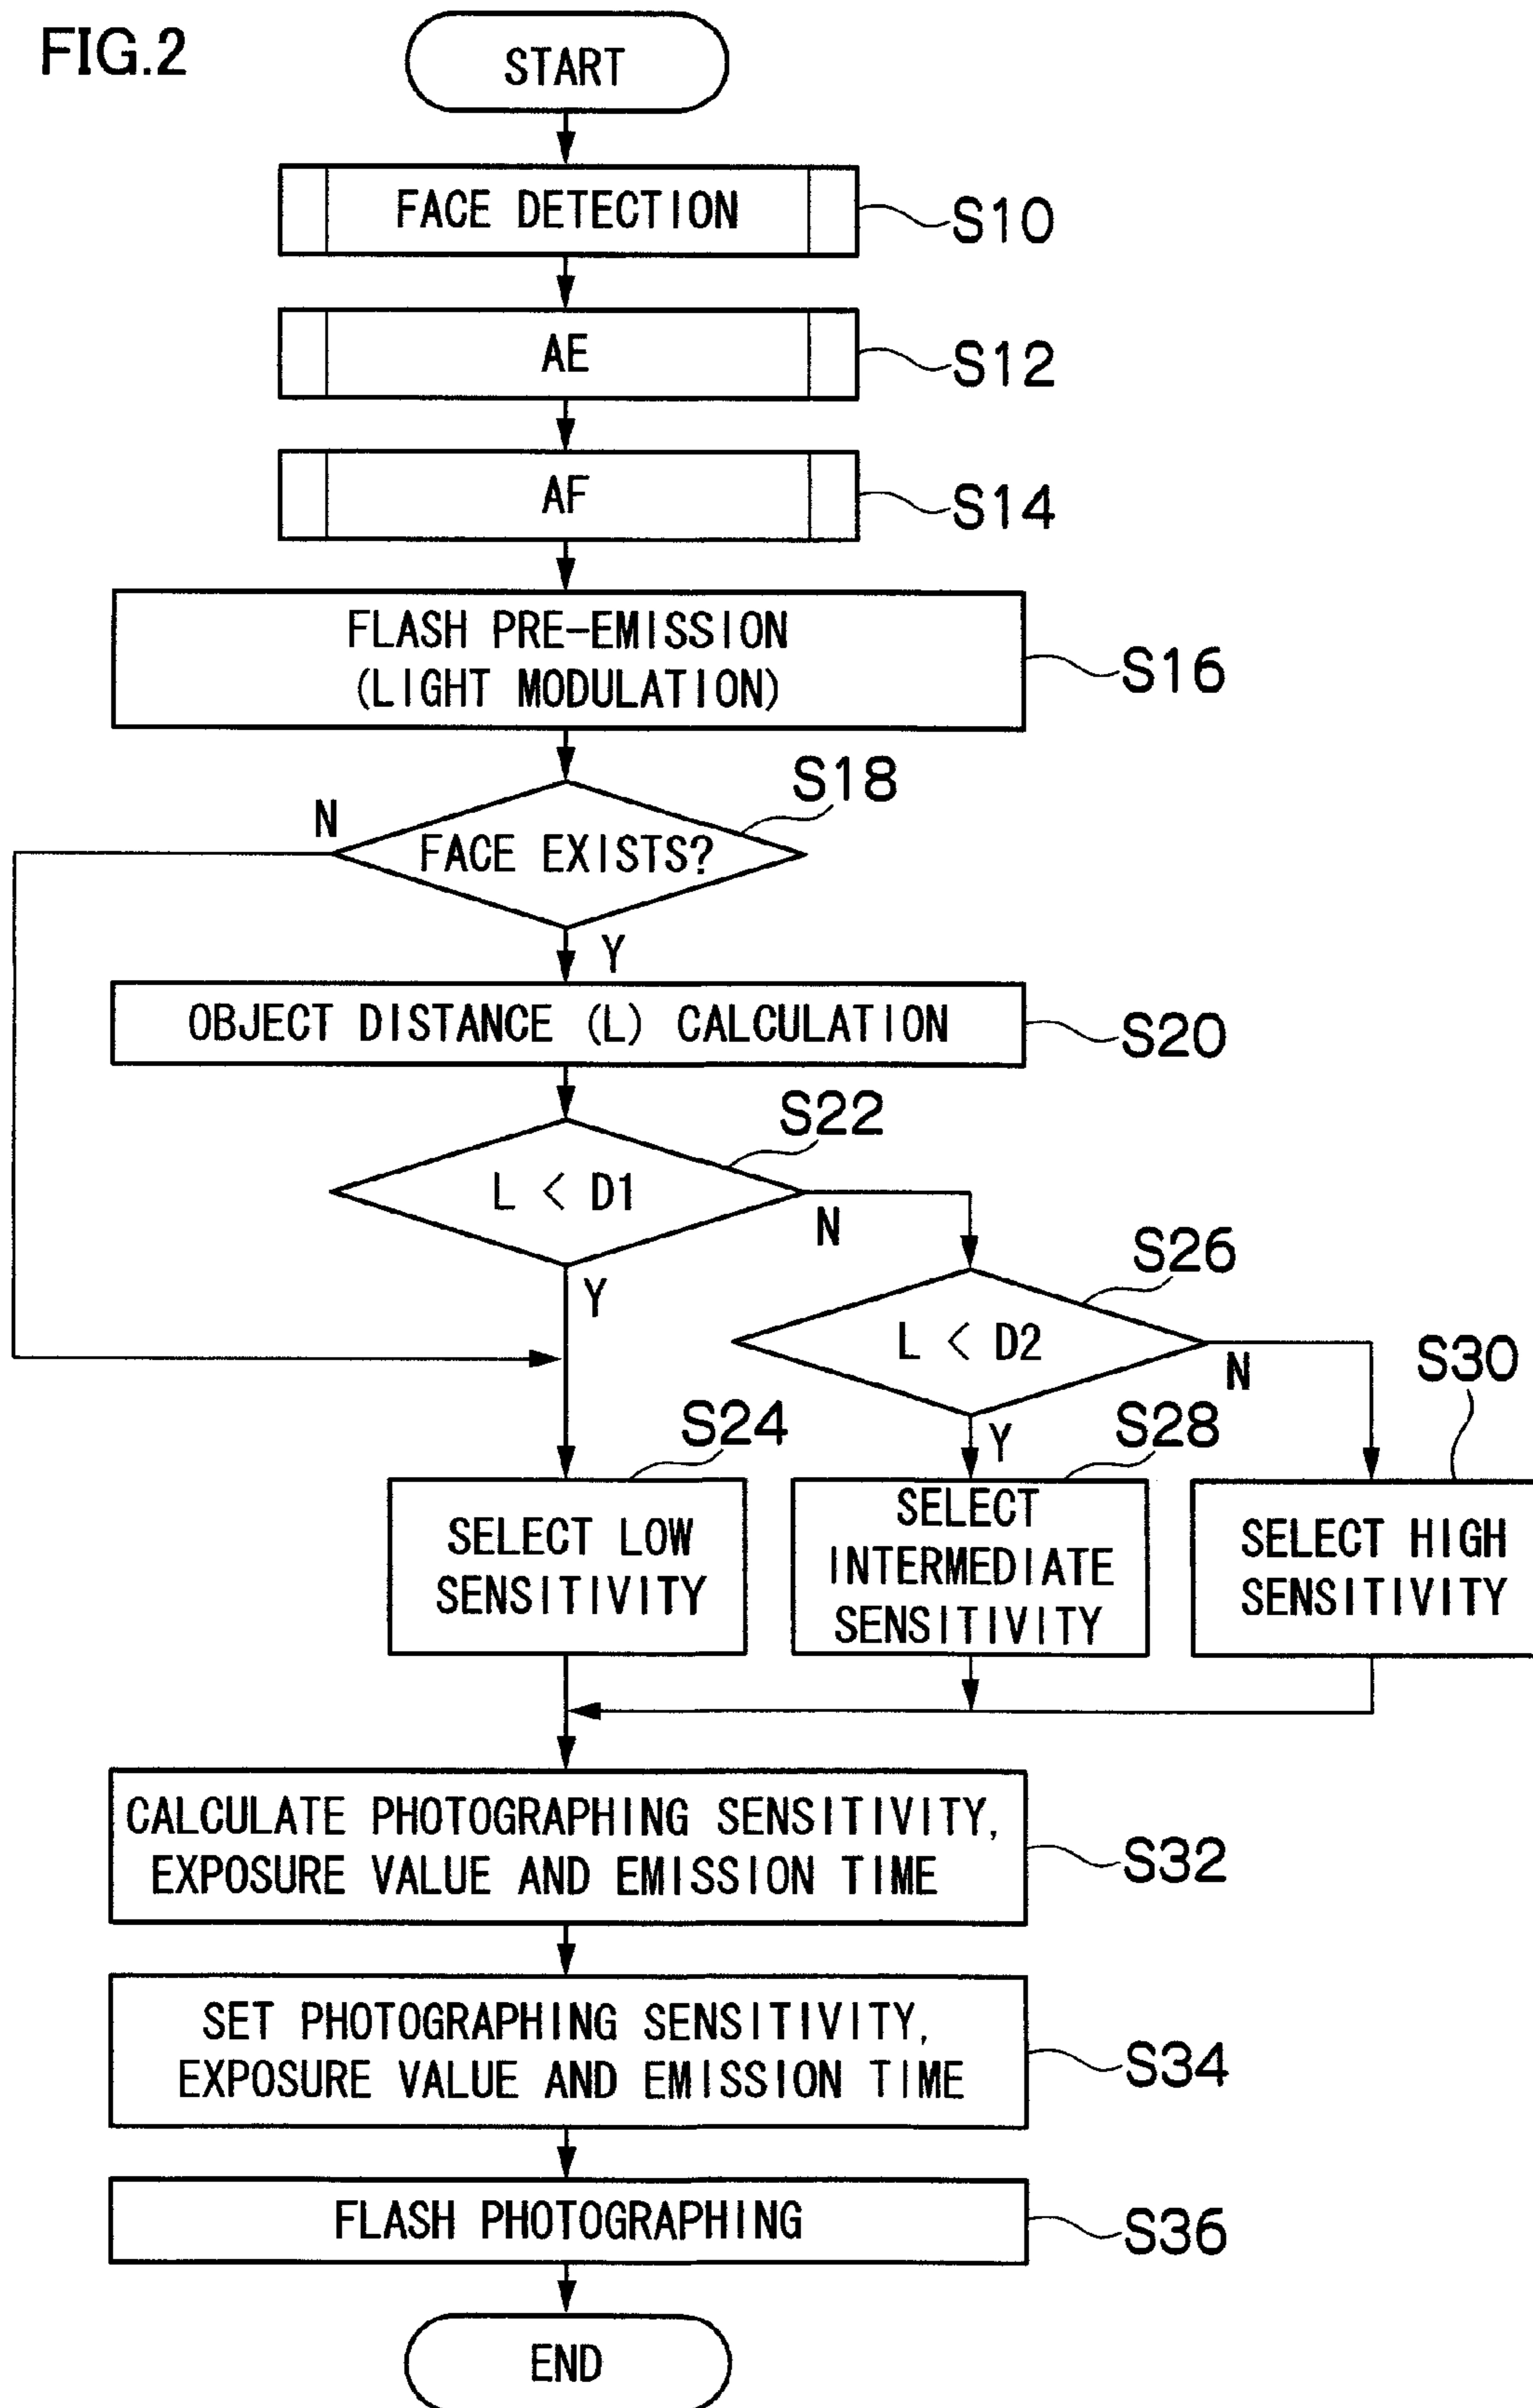 FIG.2
START
FACE DETECTION
S10
AE
S12
AF
S14
FLASH PRE-EMISSION
(LIGHT MODULATION)
S16
S18
N
FACE EXISTS?
Y
OBJECT DISTANCE (L) CALCULATION
S20
S22
L < D1
N
Y
S26
L < D2
N
Y
S24
SELECT LOW
SENSITIVITY
S28
SELECT
INTERMEDIATE
SENSITIVITY
S30
SELECT HIGH
SENSITIVITY
CALCULATE PHOTOGRAPHING SENSITIVITY,
EXPOSURE VALUE AND EMISSION TIME
S32
SET PHOTOGRAPHING SENSITIVITY,
EXPOSURE VALUE AND EMISSION TIME
S34
FLASH PHOTOGRAPHING
S36
END